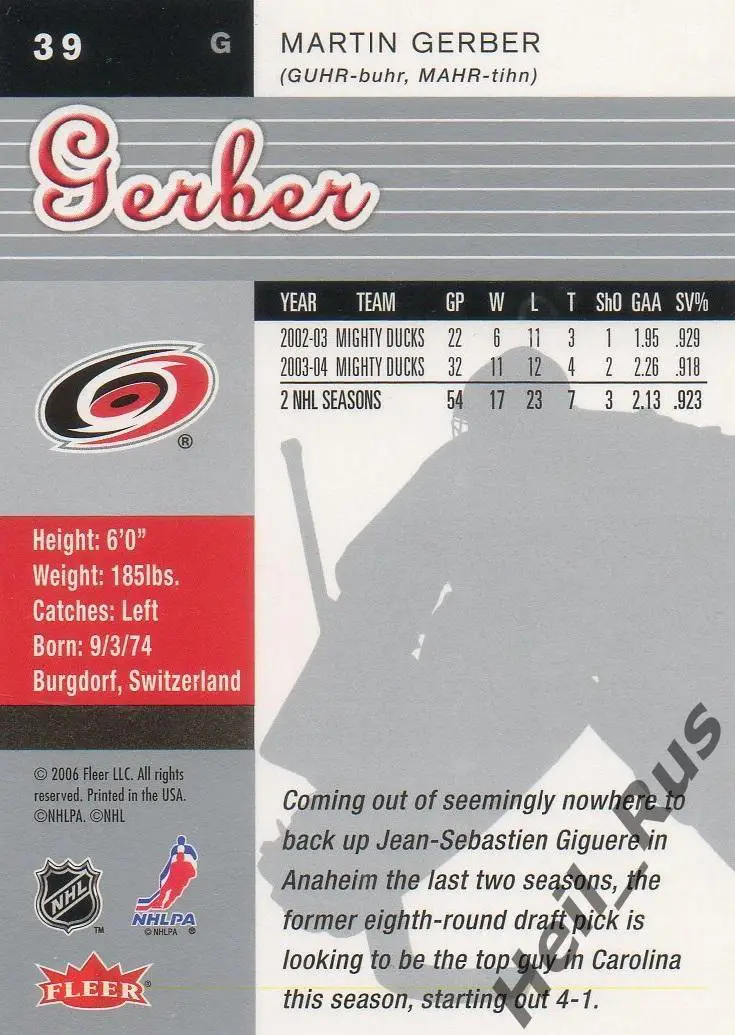 39 G MARTIN GERBER
(GUHR-buhr, MAHR-tihn)
Gerber
YEAR TEAM GP W L T ShO GAA SV%
2002-03 MIGHTY DUCKS 22 6 11 3 1 1.95 .929
2003-04 MIGHTY DUCKS 32 11 12 4 2 2.26 .918
2 NHL SEASONS 54 17 23 7 3 2.13 .923
®
Height: 6'0"
Weight: 185lbs.
Catches: Left
Born: 9/3/74
Burgdorf, Switzerland
© 2006 Fleer LLC. All rights
reserved. Printed in the USA.
©NHLPA. ©NHL
NHL
™
NHLPA
© NHLPA ®
FLEER®
Coming out of seemingly nowhere to
back up Jean-Sebastien Giguere in
Anaheim the last two seasons, the
former eighth-round draft pick is
looking to be the top guy in Carolina
this season, starting out 4-1.
Heil_Rus